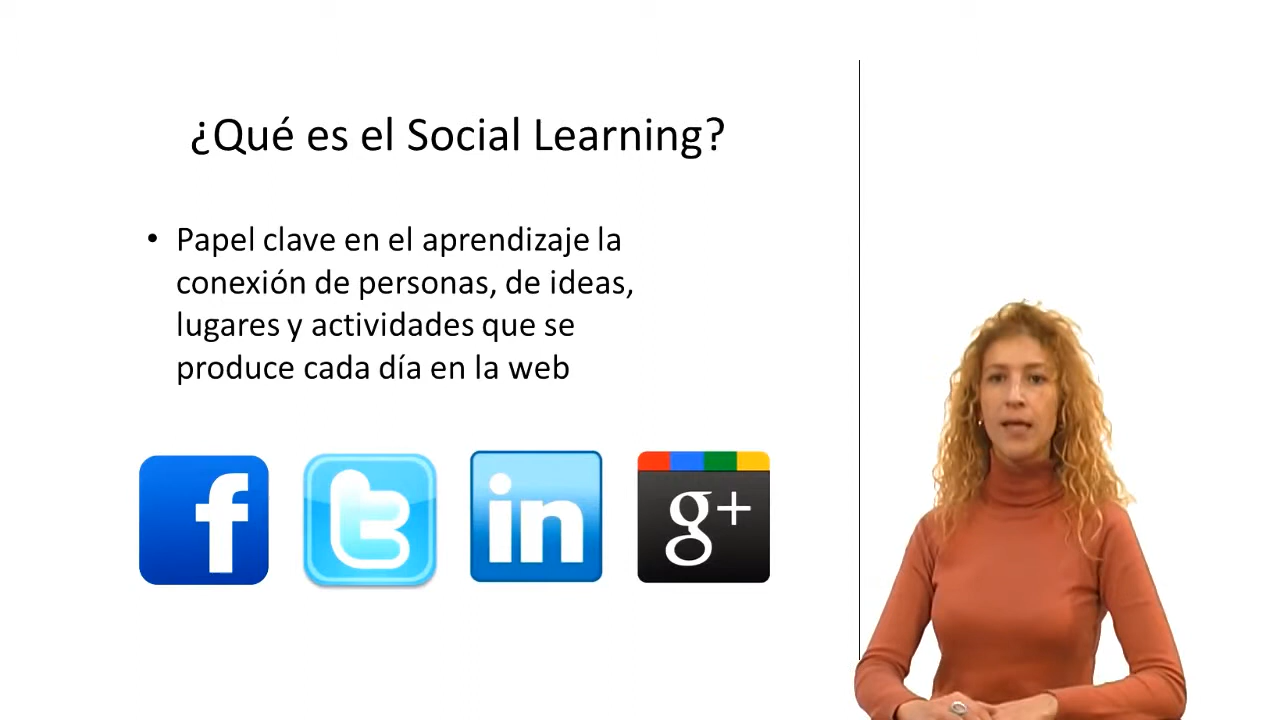 ¿Qué es el Social Learning?
• Papel clave en el aprendizaje la
conexión de personas, de ideas,
lugares y actividades que se
produce cada día en la web
f
t
in
g+